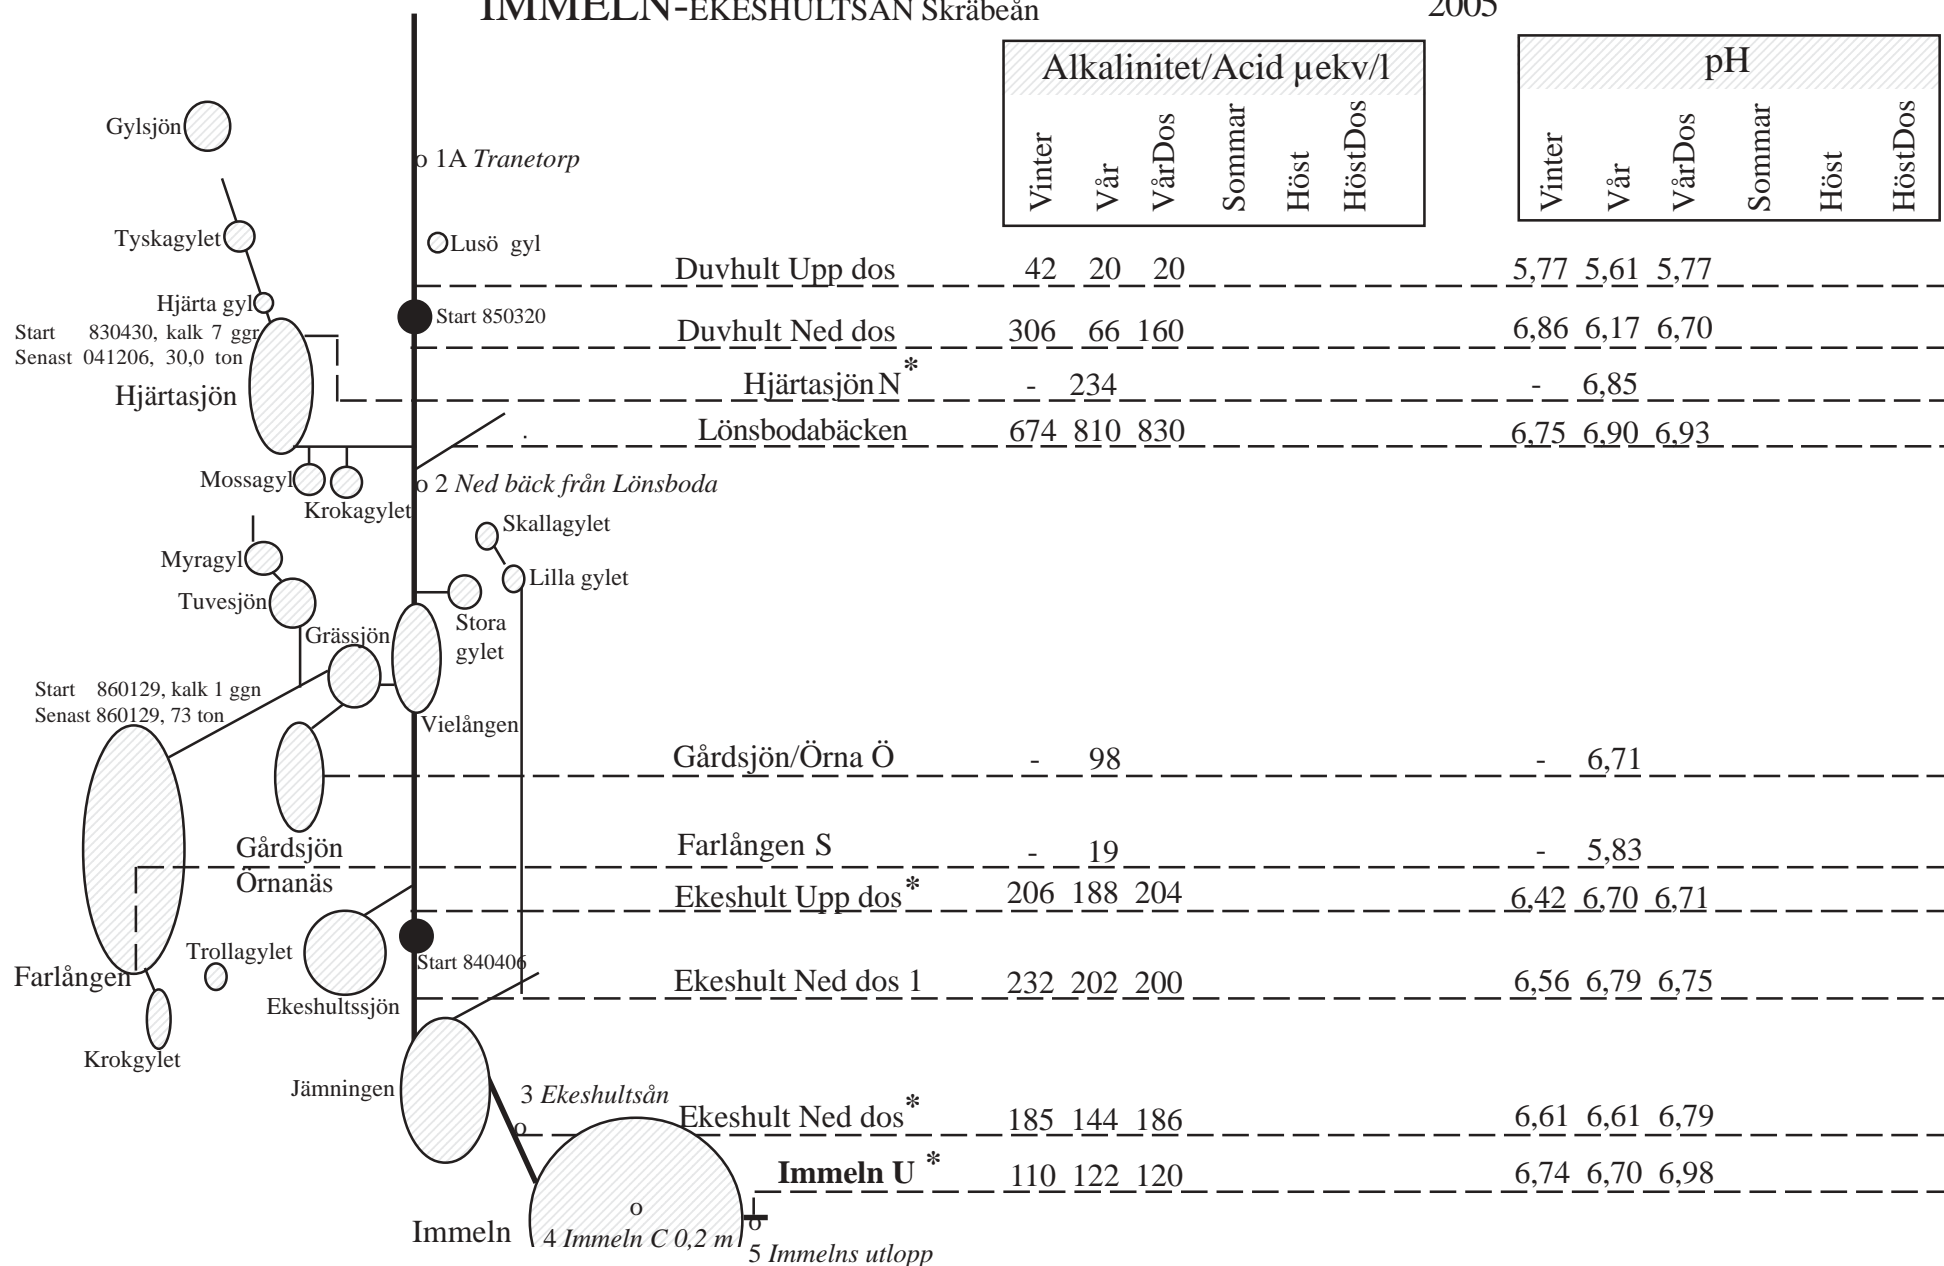 IMMELN-EKESHULTSÅN Skräbeån 2005
Alkalinitet/Acid µekv/l
Vinter Vår VårDos Sommar Höst HöstDos
pH
Vinter Vår VårDos Sommar Höst HöstDos
Gylsjön
o 1A Tranetorp
Tyskagylet
Lusö gyl
Duvhult Upp dos 42 20 20 5,77 5,61 5,77
Hjärta gyl
Start 850320
Start 830430, kalk 7 ggr
Duvhult Ned dos 306 66 160 6,86 6,17 6,70
Senast 041206, 30,0 ton
Hjärtasjön N* - 234 - 6,85
Hjärtasjön
Lönsbodabäcken 674 810 830 6,75 6,90 6,93
Mossagyl
o 2 Ned bäck från Lönsboda
Krokagylet
Skallagylet
Myragyl
Lilla gylet
Tuvesjön
Stora
gylet
Grässjön
Start 860129, kalk 1 ggn
Senast 860129, 73 ton
Vielången
Gårdsjön/Örna Ö - 98 - 6,71
Gårdsjön
Örnanäs
Farlången S - 19 - 5,83
Ekeshult Upp dos* 206 188 204 6,42 6,70 6,71
Trollagylet
Start 840406
Farlången
Ekeshult Ned dos 1 232 202 200 6,56 6,79 6,75
Ekeshultssjön
Krokgylet
Jämningen
3 Ekeshultsån
o
Ekeshult Ned dos* 185 144 186 6,61 6,61 6,79
Immeln U * 110 122 120 6,74 6,70 6,98
o
o
Immeln
4 Immeln C 0,2 m
5 Immelns utlopp